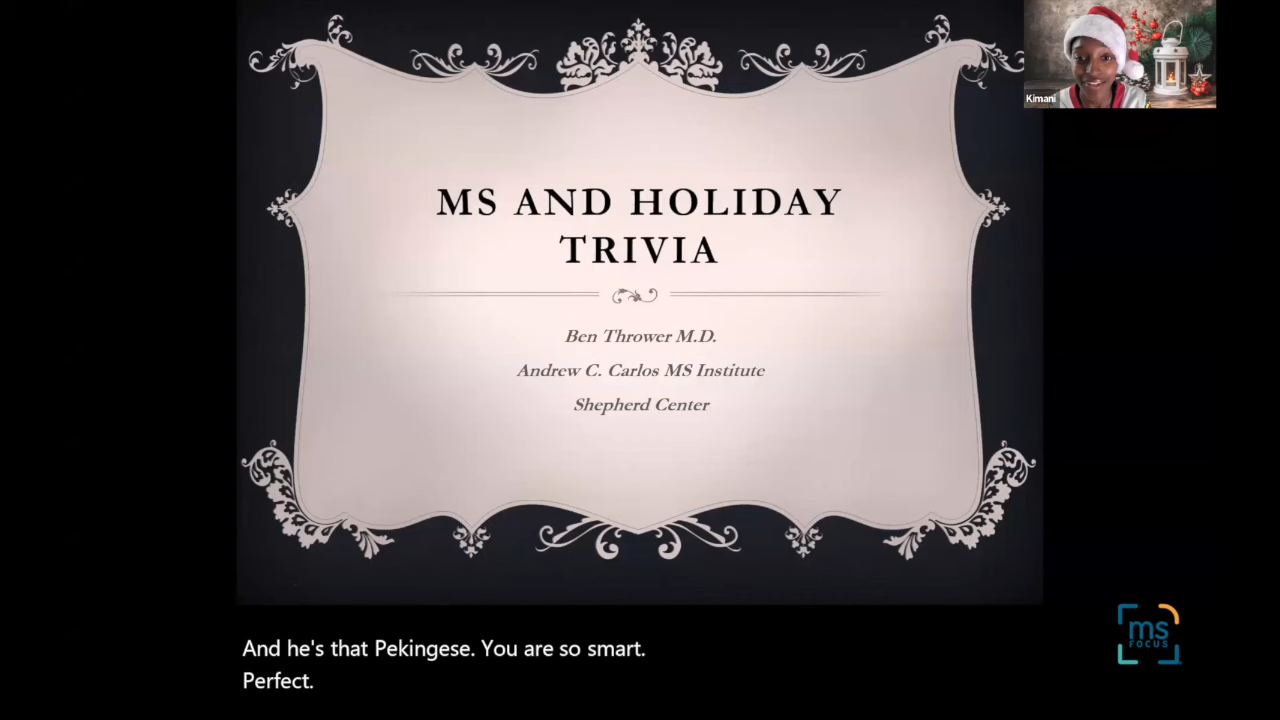 Kimani
MS AND HOLIDAY
TRIVIA
Ben Thrower M.D.
Andrew C. Carlos MS Institute
Shepherd Center
And he's that Pekingese. You are so smart.
Perfect.
ms
FOCUS